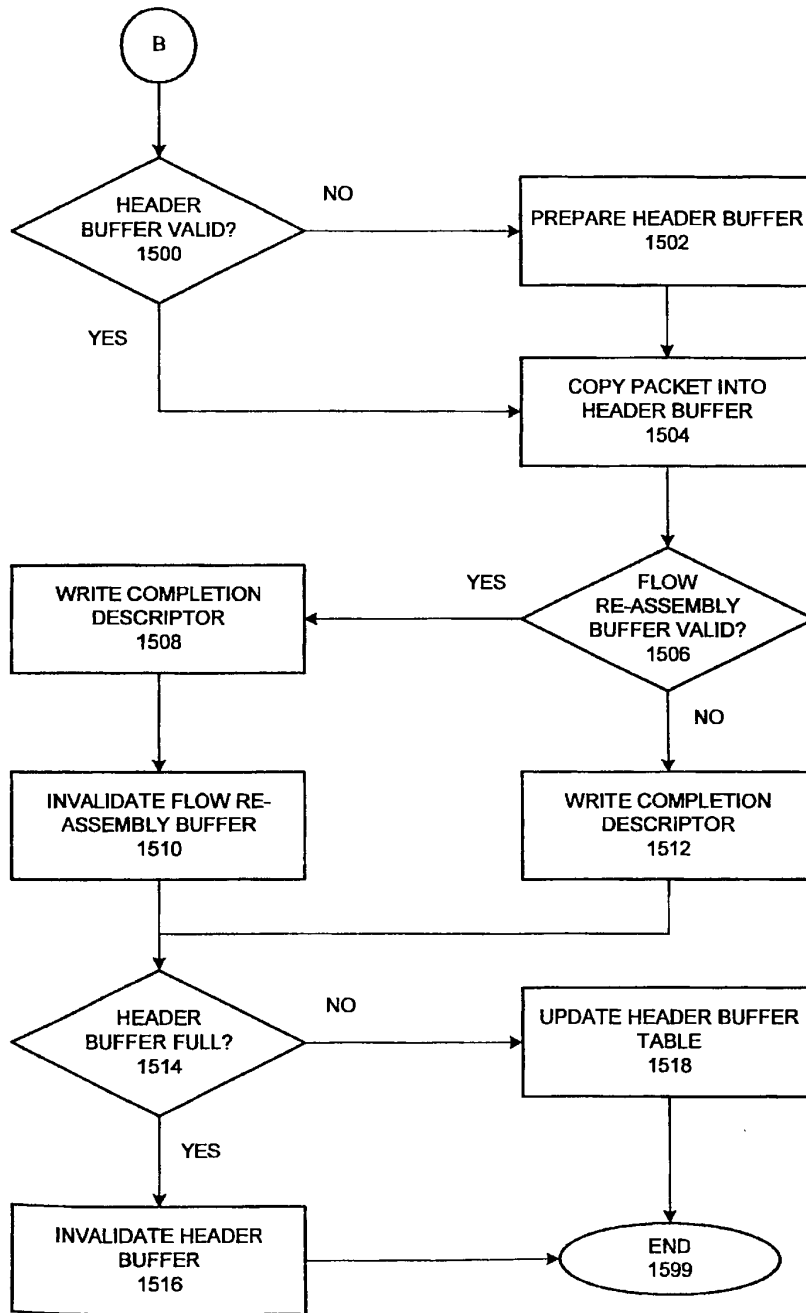 B
HEADER
BUFFER VALID?
1500
NO
PREPARE HEADER BUFFER
1502
YES
COPY PACKET INTO
HEADER BUFFER
1504
WRITE COMPLETION
DESCRIPTOR
1508
YES
FLOW
RE-ASSEMBLY
BUFFER VALID?
1506
NO
INVALIDATE FLOW RE-
ASSEMBLY BUFFER
1510
WRITE COMPLETION
DESCRIPTOR
1512
HEADER
BUFFER FULL?
1514
NO
UPDATE HEADER BUFFER
TABLE
1518
YES
INVALIDATE HEADER
BUFFER
1516
END
1599